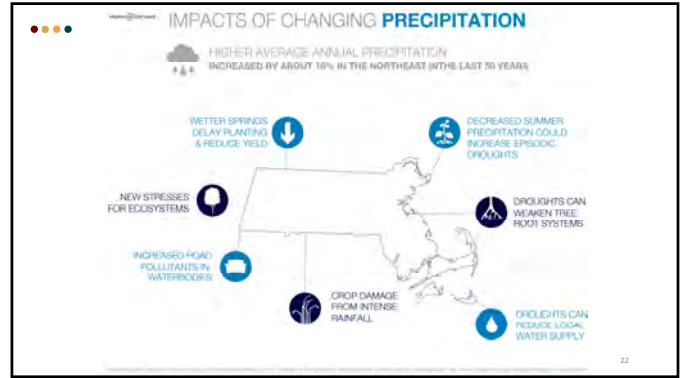 IMPACTS OF CHANGING PRECIPITATION
HIGHER AVERAGE ANNUAL PRECIPITATION
INCREASED BY ABOUT 10% IN THE NORTHEAST IN THE LAST 50 YEARS
WETTER SPRINGS
DELAY PLANTING
& REDUCE YIELD
DECREASED SUMMER
PRECIPITATION COULD
INCREASE EPISODIC
DROUGHTS
NEW STRESSES
FOR ECOSYSTEMS
DROUGHTS CAN
WEAKEN TREE
ROOT SYSTEMS
INCREASED ROAD
POLLUTANTS IN
WATERBODIES
CROP DAMAGE
FROM INTENSE
RAINFALL
DROUGHTS CAN
REDUCE LOCAL
WATER SUPPLY
22